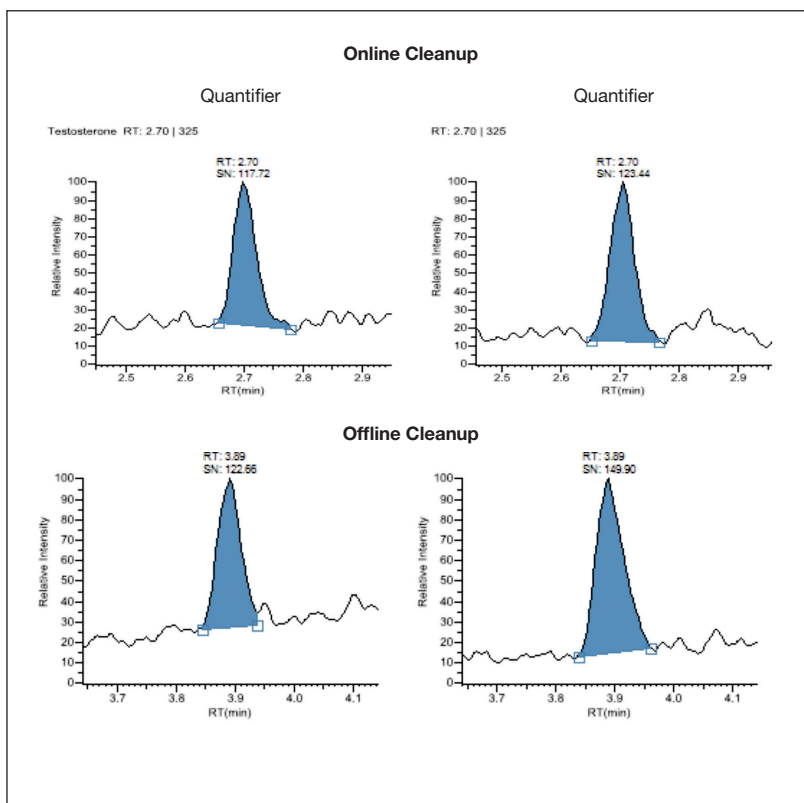 Online Cleanup
Quantifier Quantifier
Testosterone RT: 2.70 | 325 RT: 2.70 | 325
RT: 2.70 RT: 2.70
SN: 117.72 SN: 123.44
100 100
90 90
80 80
70 70
60 60
50 50
40 40
30 30
20 20
10 10
0 0
Relative Intensity Relative Intensity
2.5 2.6 2.7 2.8 2.9 2.5 2.6 2.7 2.8 2.9
RT(min) RT(min)
Offline Cleanup
RT: 3.89 RT: 3.89
SN: 122.66 SN: 149.90
100 100
90 90
80 80
70 70
60 60
50 50
40 40
30 30
20 20
10 10
0 0
Relative Intensity Relative Intensity
3.7 3.8 3.9 4.0 4.1 3.7 3.8 3.9 4.0 4.1
RT(min) RT(min)